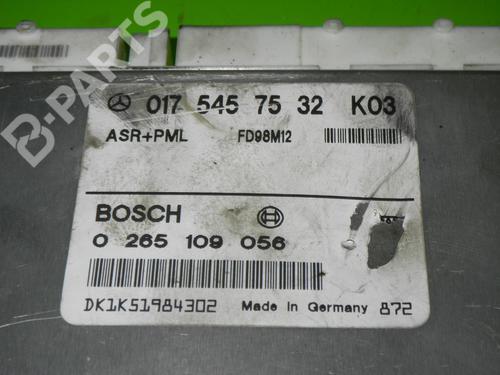 B-PARTS
017 545 75 32 K03
ASR+PML FD98M12
BOSCH
0 265 109 056
DK1K51984302 Made in Germany 872